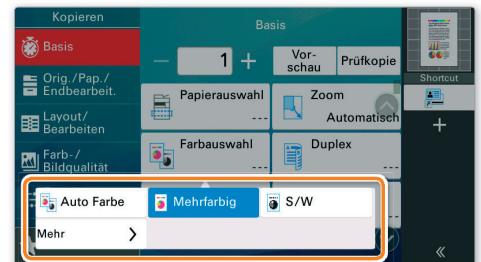 Kopieren
Basis
Basis
Orig./Pap./
Endbearbeit.
Layout/
Bearbeiten
Farb-/
Bildqualität
1
Vor-
schau
Prüfkopie
Papierauswahl
---
Zoom
Automatisch
Farbauswahl
---
Duplex
---
Shortcut
Auto Farbe
Mehrfarbig
S/W
Mehr